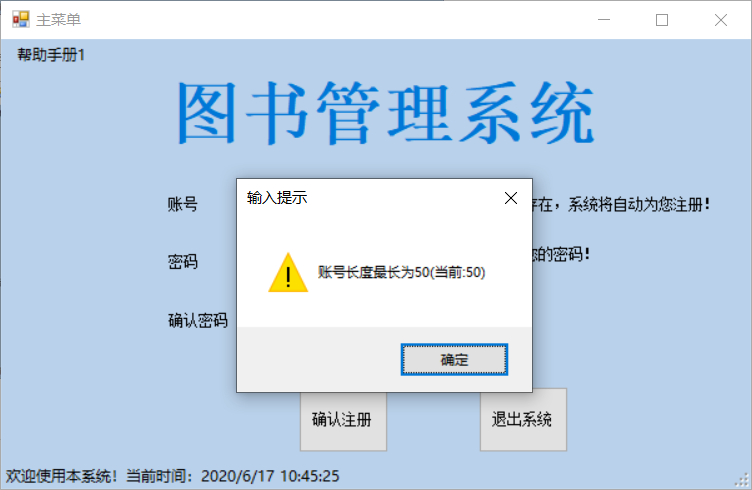 主菜单
帮助手册1
图书管理系统
账号
存在，系统将自动为您注册！
密码
您的密码！
确认密码
输入提示
账号长度最长为50(当前:50)
确定
确认注册
退出系统
欢迎使用本系统！当前时间：2020/6/17 10:45:25